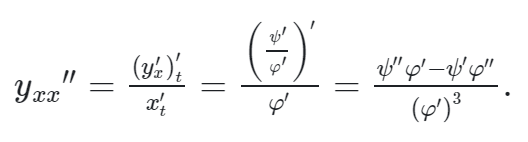 $y_{xx}'' = \frac{(y_x')_t'}{x_t'} = \frac{\left(\frac{\psi'}{\varphi'}\right)'}{\varphi'} = \frac{\psi''\varphi' - \psi'\varphi''}{(\varphi')^3}.$